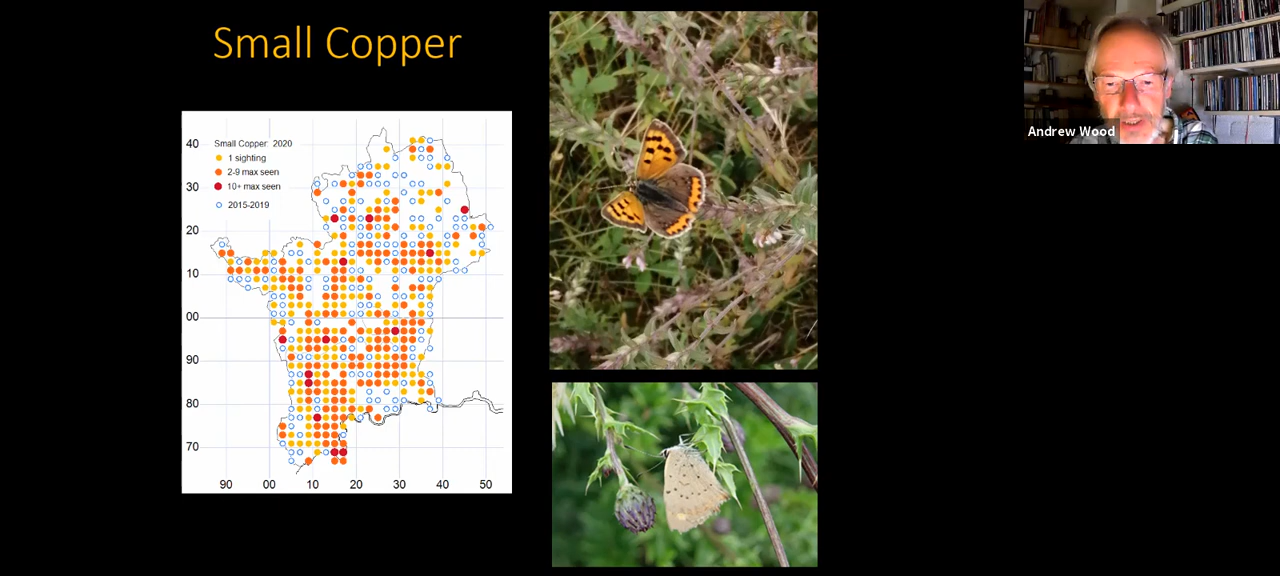 Small Copper
Small Copper: 2020
1 sighting
2-9 max seen
10+ max seen
2015-2019
40
30
20
10
00
90
80
70
90
00
10
20
30
40
50
Andrew Wood